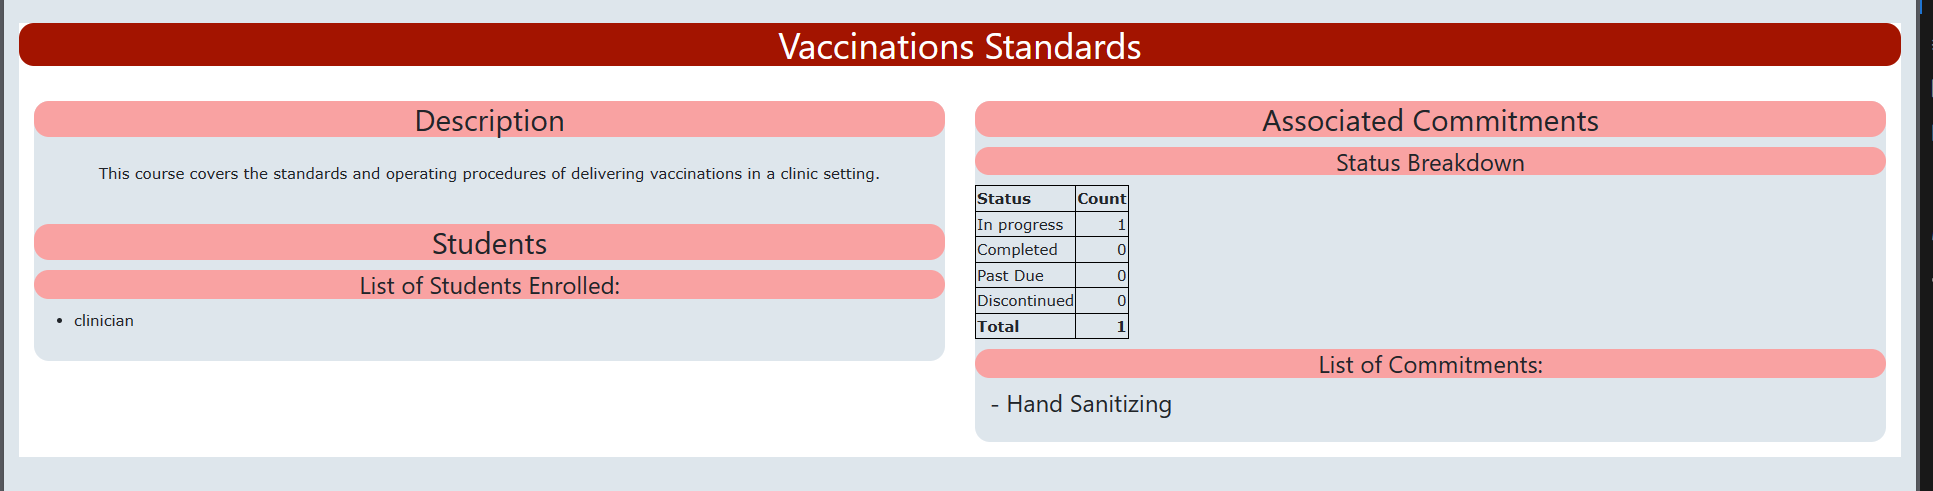 Vaccinations Standards
Description
This course covers the standards and operating procedures of delivering vaccinations in a clinic setting.
Students
List of Students Enrolled:
• clinician
Associated Commitments
Status Breakdown
Status Count
In progress 1
Completed 0
Past Due 0
Discontinued 0
Total 1
List of Commitments:
- Hand Sanitizing